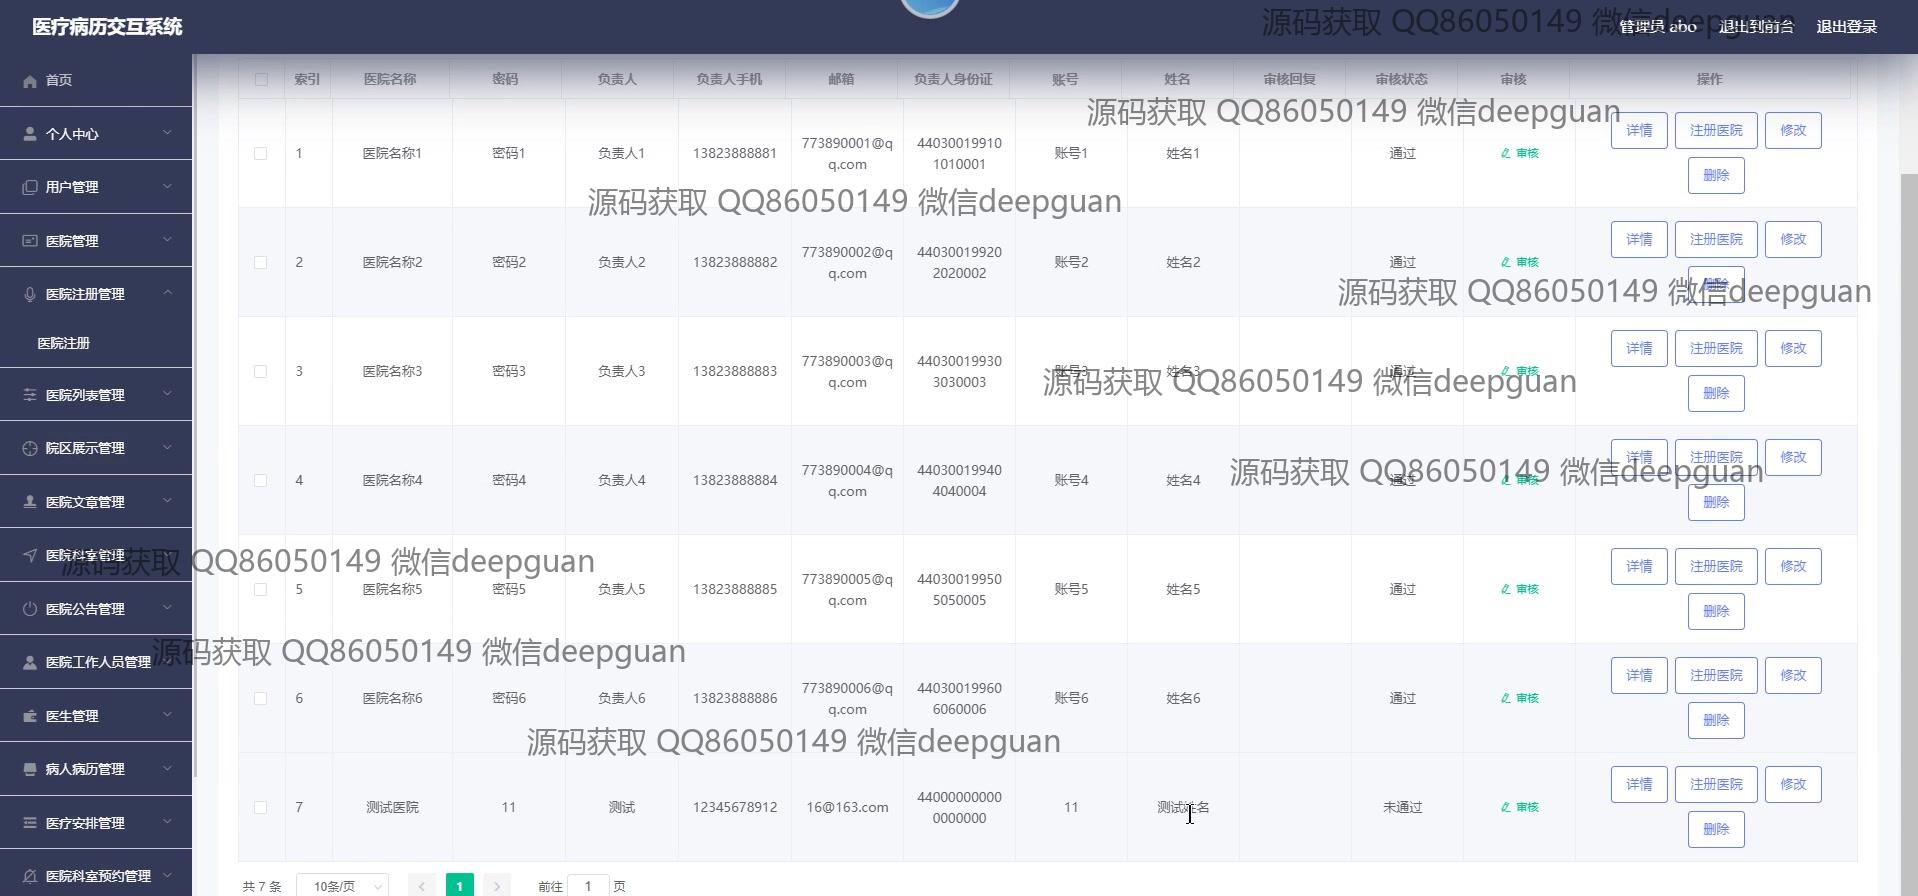 医疗病历交互系统
源码获取 QQ86050149 微信deepguan
管理员 abo 退出到前台 退出登录
首页
个人中心
用户管理
医院管理
医院注册管理
医院注册
医院列表管理
院区展示管理
医院文章管理
医院科室管理
医院公告管理
医院工作人员管理
医生管理
病人病历管理
医疗安排管理
医院科室预约管理
索引 医院名称 密码 负责人 负责人手机 邮箱 负责人身份证 账号 姓名 审核回复 审核状态 审核 操作
源码获取 QQ86050149 微信deepguan
1 医院名称1 密码1 负责人1 13823888881 773890001@q 44030019910 账号1 姓名1 通过 审核 详情 注册医院 修改
q.com 1010001 删除
源码获取 QQ86050149 微信deepguan
2 医院名称2 密码2 负责人2 13823888882 773890002@q 44030019920 账号2 姓名2 通过 审核 详情 注册医院 修改
q.com 2020002 删除
源码获取 QQ86050149 微信deepguan
3 医院名称3 密码3 负责人3 13823888883 773890003@q 44030019930 账号3 姓名3 通过 审核 详情 注册医院 修改
q.com 3030003 删除
源码获取 QQ86050149 微信deepguan
4 医院名称4 密码4 负责人4 13823888884 773890004@q 44030019940 账号4 姓名4 通过 审核 详情 注册医院 修改
q.com 4040004 删除
源码获取 QQ86050149 微信deepguan
源码获取 QQ86050149 微信deepguan
5 医院名称5 密码5 负责人5 13823888885 773890005@q 44030019950 账号5 姓名5 通过 审核 详情 注册医院 修改
q.com 5050005 删除
源码获取 QQ86050149 微信deepguan
6 医院名称6 密码6 负责人6 13823888886 773890006@q 44030019960 账号6 姓名6 通过 审核 详情 注册医院 修改
q.com 6060006 删除
源码获取 QQ86050149 微信deepguan
7 测试医院 11 测试 12345678912 16@163.com 44000000000 11 测试姓名 未通过 审核 详情 注册医院 修改
0000000 删除
共 7 条 10条/页 1 前往 1 页